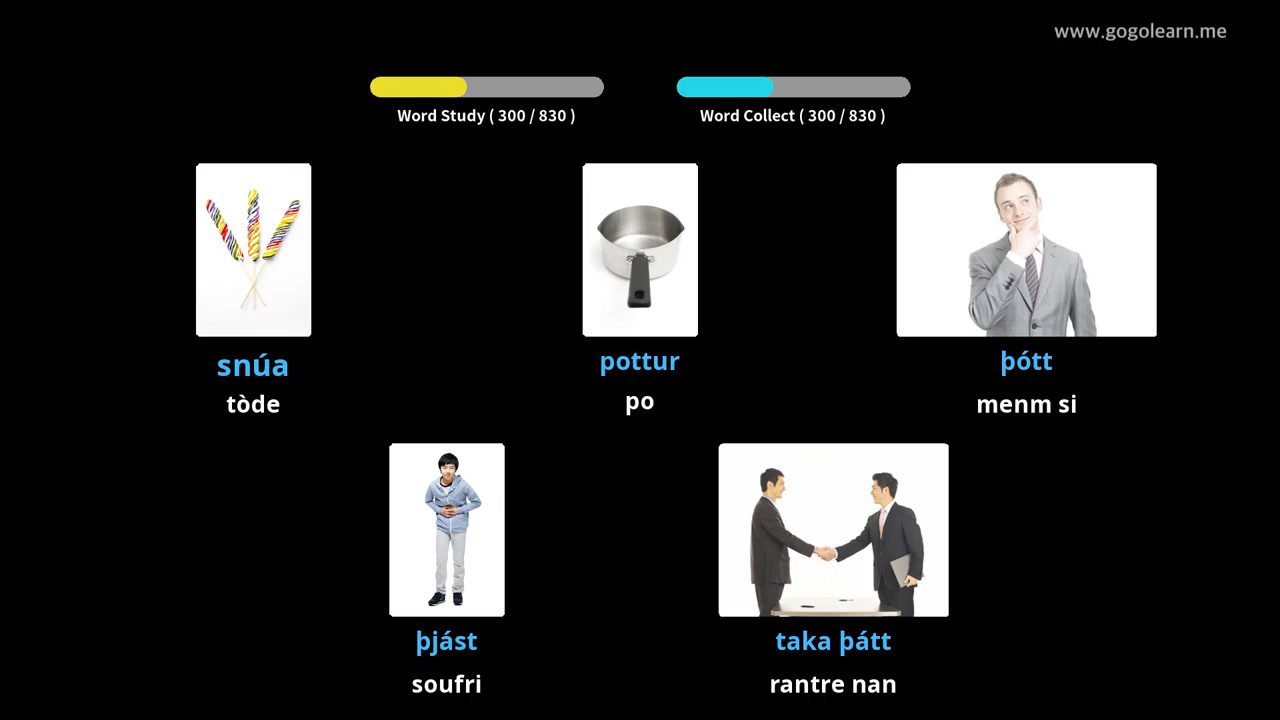 www.gogolearn.me
Word Study ( 300 / 830 )
Word Collect ( 300 / 830 )
snúa
tòde
pottur
po
þótt
menm si
þjást
soufri
taka þátt
rantre nan